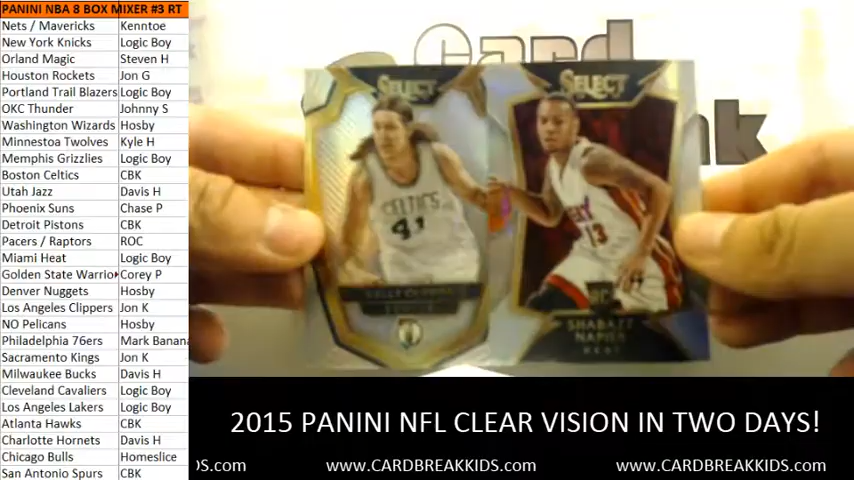 PANINI NBA 8 BOX MIXER #3 RT
Nets / Mavericks Kenntoe
New York Knicks Logic Boy
Orland Magic Steven H
Houston Rockets Jon G
Portland Trail Blazers Logic Boy
OKC Thunder Johnny S
Washington Wizards Hosby
Minnestoa Twolves Kyle H
Memphis Grizzlies Logic Boy
Boston Celtics CBK
Utah Jazz Davis H
Phoenix Suns Chase P
Detroit Pistons CBK
Pacers / Raptors ROC
Miami Heat Logic Boy
Golden State Warrio Corey P
Denver Nuggets Hosby
Los Angeles Clippers Jon K
NO Pelicans Hosby
Philadelphia 76ers Mark Banana
Sacramento Kings Jon K
Milwaukee Bucks Davis H
Cleveland Cavaliers Logic Boy
Los Angeles Lakers Logic Boy
Atlanta Hawks CBK
Charlotte Hornets Davis H
Chicago Bulls Homeslice
San Antonio Spurs CBK
Card
SELECT
CELTICS
41
SELECT
13
RC
SHABAZZ
NAPIER
HEAT
2015 PANINI NFL CLEAR VISION IN TWO DAYS!
S.com www.CARDBREAKKIDS.com www.CARDBREAKKIDS.com